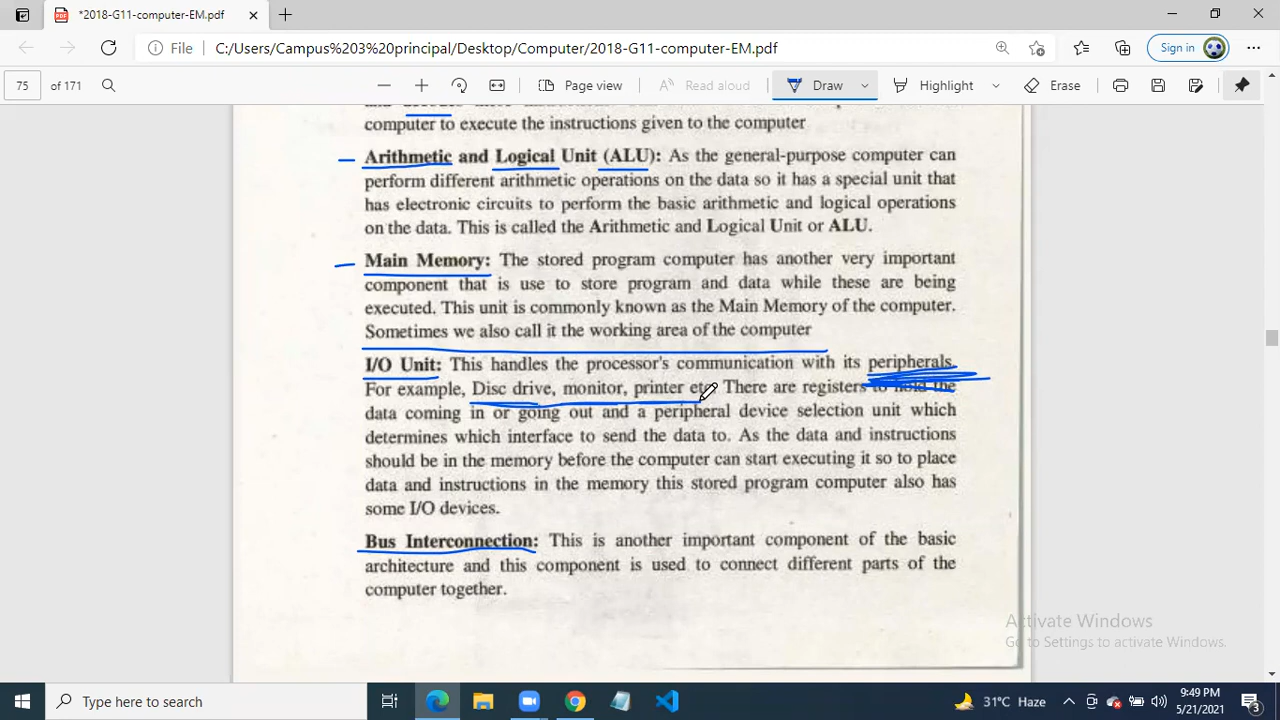 *2018-G11-computer-EM.pdf
File C:/Users/Campus%203%20principal/Desktop/Computer/2018-G11-computer-EM.pdf Sign in
75 of 171 Page view Read aloud Draw Highlight Erase
computer to execute the instructions given to the computer
Arithmetic and Logical Unit (ALU): As the general-purpose computer can
perform different arithmetic operations on the data so it has a special unit that
has electronic circuits to perform the basic arithmetic and logical operations
on the data. This is called the Arithmetic and Logical Unit or ALU.
Main Memory: The stored program computer has another very important
component that is use to store program and data while these are being
executed. This unit is commonly known as the Main Memory of the computer.
Sometimes we also call it the working area of the computer
I/O Unit: This handles the processor's communication with its peripherals.
For example, Disc drive, monitor, printer etc. There are registers to hold the
data coming in or going out and a peripheral device selection unit which
determines which interface to send the data to. As the data and instructions
should be in the memory before the computer can start executing it so to place
data and instructions in the memory this stored program computer also has
some I/O devices.
Bus Interconnection: This is another important component of the basic
architecture and this component is used to connect different parts of the
computer together.
Activate Windows
Go to Settings to activate Windows.
Type here to search
31°C Haze
9:49 PM
5/21/2021
3